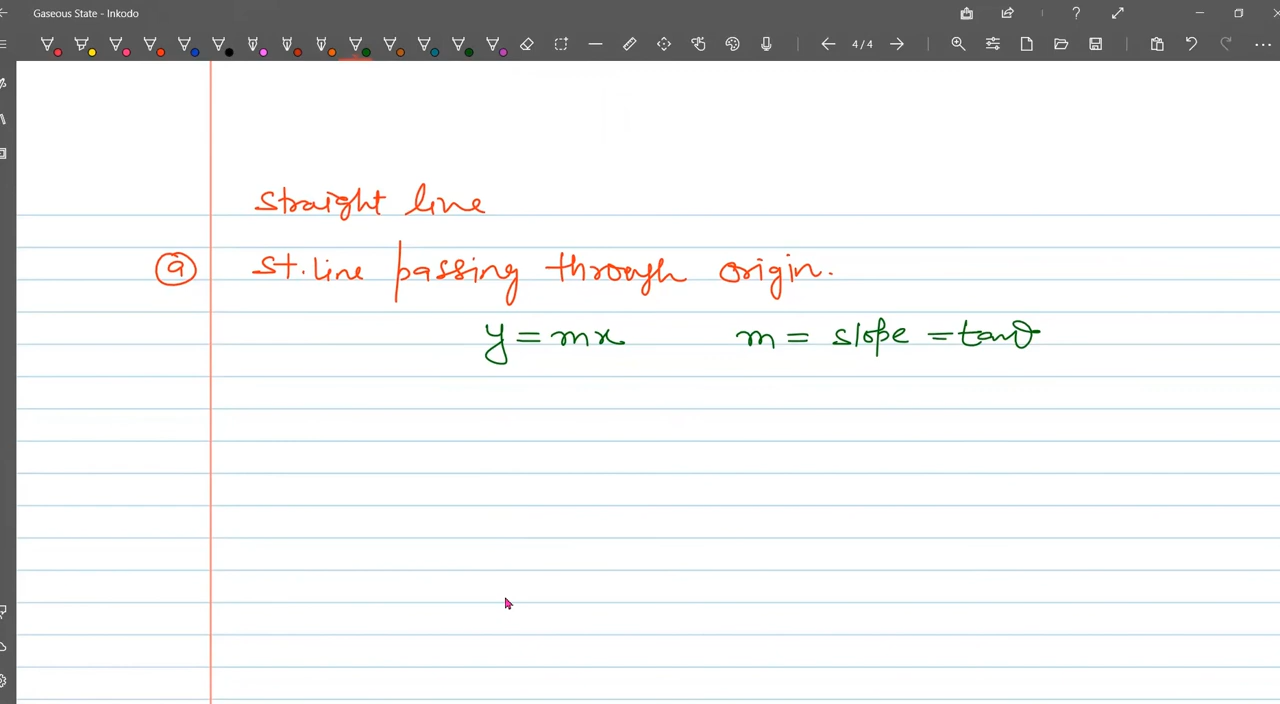 Gaseous State - Inkodo
4/4
straight line
ⓐ st. line passing through origin.
y = mx m = slope = tanθ